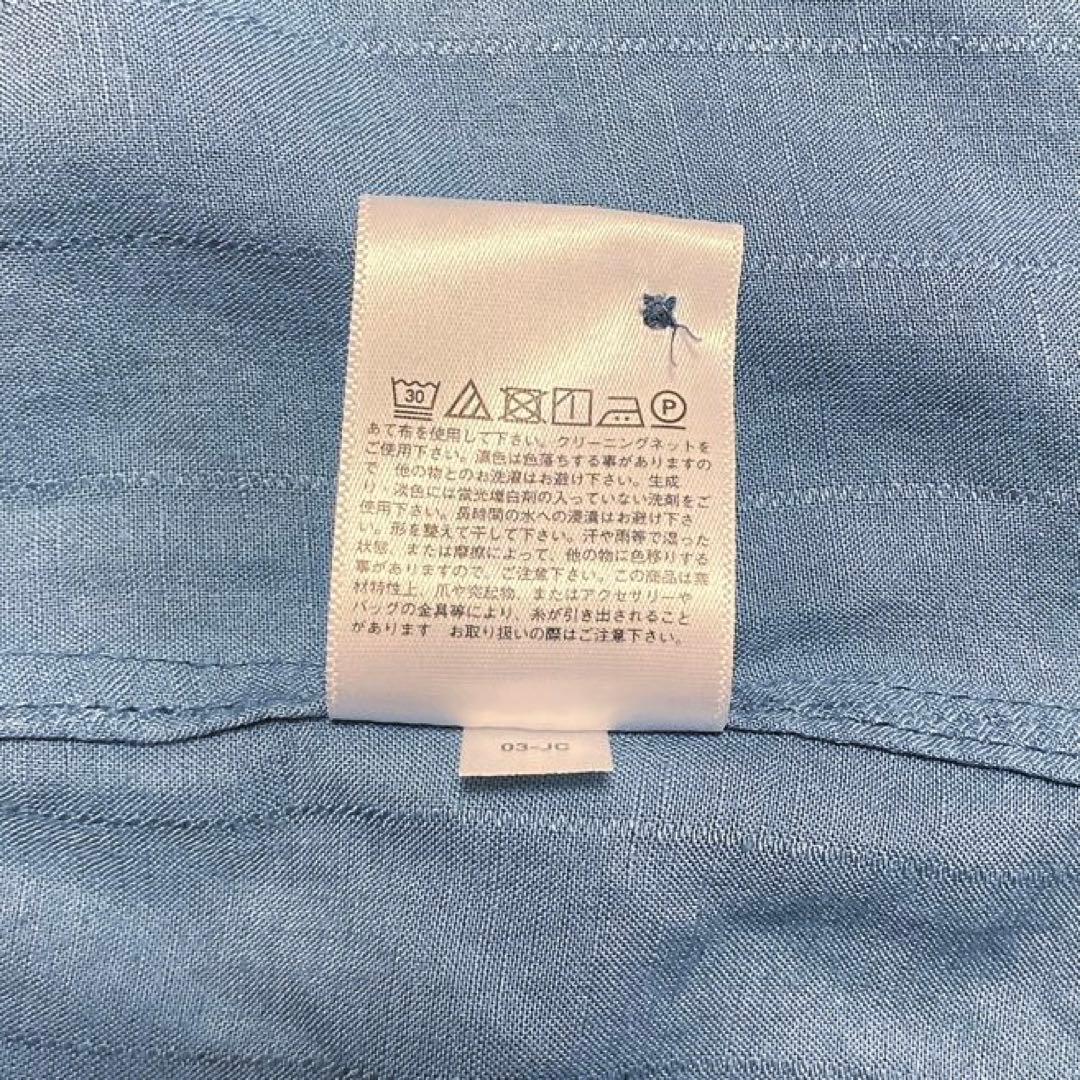 30 P
あて布を使用して下さい。クリーニングネットを
ご使用下さい。濃色は色落ちする事がありますの
で、他の物とのお洗濯はお避け下さい。生成
り、淡色には蛍光増白剤の入っていない洗剤をご
使用下さい。長時間の水への浸漬はお避け下さ
い。形を整えて干して下さい。汗や雨等で湿った
状態、または摩擦によって、他の物に色移りする
事がありますので、ご注意下さい。この商品は素
材特性上、爪や突起物、またはアクセサリーや
バッグの金具等により、糸が引き出されること
があります お取り扱いの際はご注意下さい。
03-JC